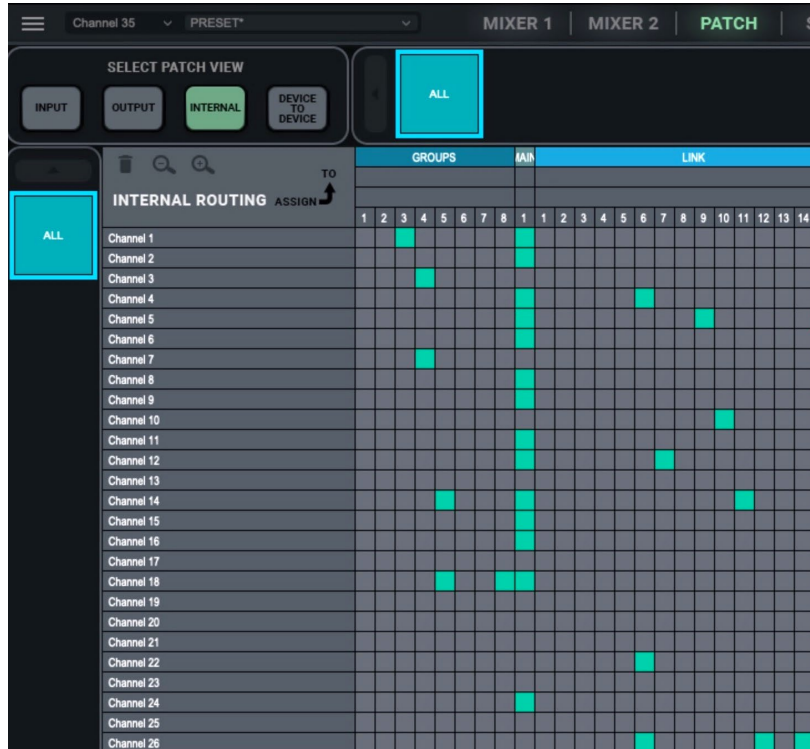 Channel 35 PRESET* MIXER 1 MIXER 2 PATCH
SELECT PATCH VIEW
INPUT OUTPUT INTERNAL DEVICE TO DEVICE
ALL
ALL
TO
INTERNAL ROUTING ASSIGN
GROUPS MAIN LINK
1 2 3 4 5 6 7 8 1 1 2 3 4 5 6 7 8 9 10 11 12 13 14
Channel 1
Channel 2
Channel 3
Channel 4
Channel 5
Channel 6
Channel 7
Channel 8
Channel 9
Channel 10
Channel 11
Channel 12
Channel 13
Channel 14
Channel 15
Channel 16
Channel 17
Channel 18
Channel 19
Channel 20
Channel 21
Channel 22
Channel 23
Channel 24
Channel 25
Channel 26